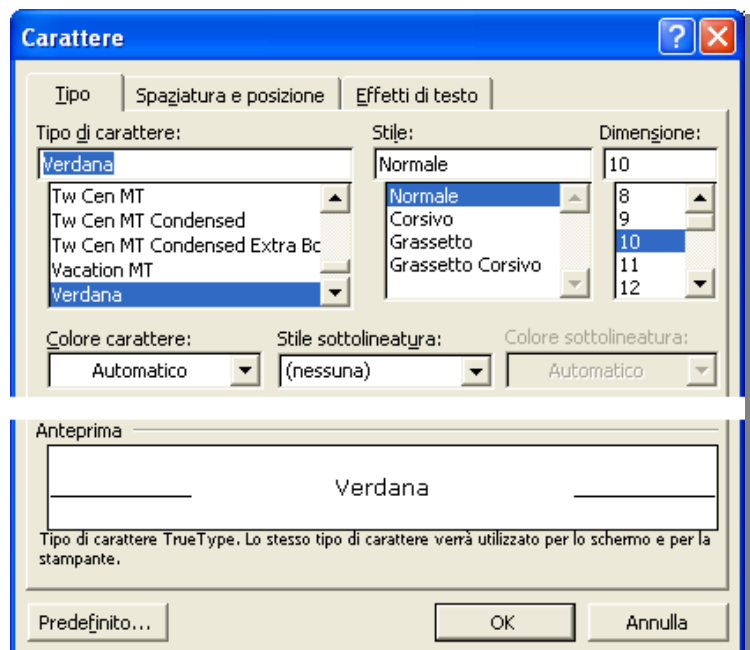 Carattere
Tipo Spaziatura e posizione Effetti di testo
Tipo di carattere: Stile: Dimensione:
Verdana Normale 10
Tw Cen MT Normale 8
Tw Cen MT Condensed Corsivo 9
Tw Cen MT Condensed Extra Bo Grassetto 10
Vacation MT Grassetto Corsivo 11
Verdana 12
Colore carattere: Stile sottolineatura: Colore sottolineatura:
Automatico (nessuna) Automatico
Anteprima
Verdana
Tipo di carattere TrueType. Lo stesso tipo di carattere verrà utilizzato per lo schermo e per la
stampante.
Predefinito... OK Annulla